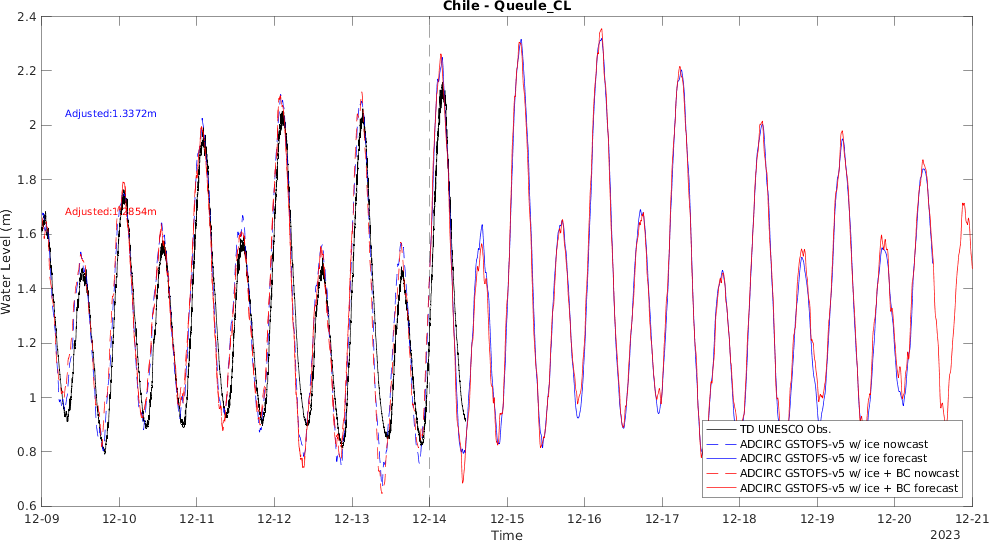 Chile - Queule_CL
2.4
2.2
2
1.8
1.6
1.4
1.2
1
0.8
0.6
Water Level (m)
Adjusted:1.3372m
Adjusted:1.2854m
TD UNESCO Obs.
ADCIRC GSTOFS-v5 w/ ice nowcast
ADCIRC GSTOFS-v5 w/ ice forecast
ADCIRC GSTOFS-v5 w/ ice + BC nowcast
ADCIRC GSTOFS-v5 w/ ice + BC forecast
12-09 12-10 12-11 12-12 12-13 12-14 12-15 12-16 12-17 12-18 12-19 12-20 12-21
Time
2023